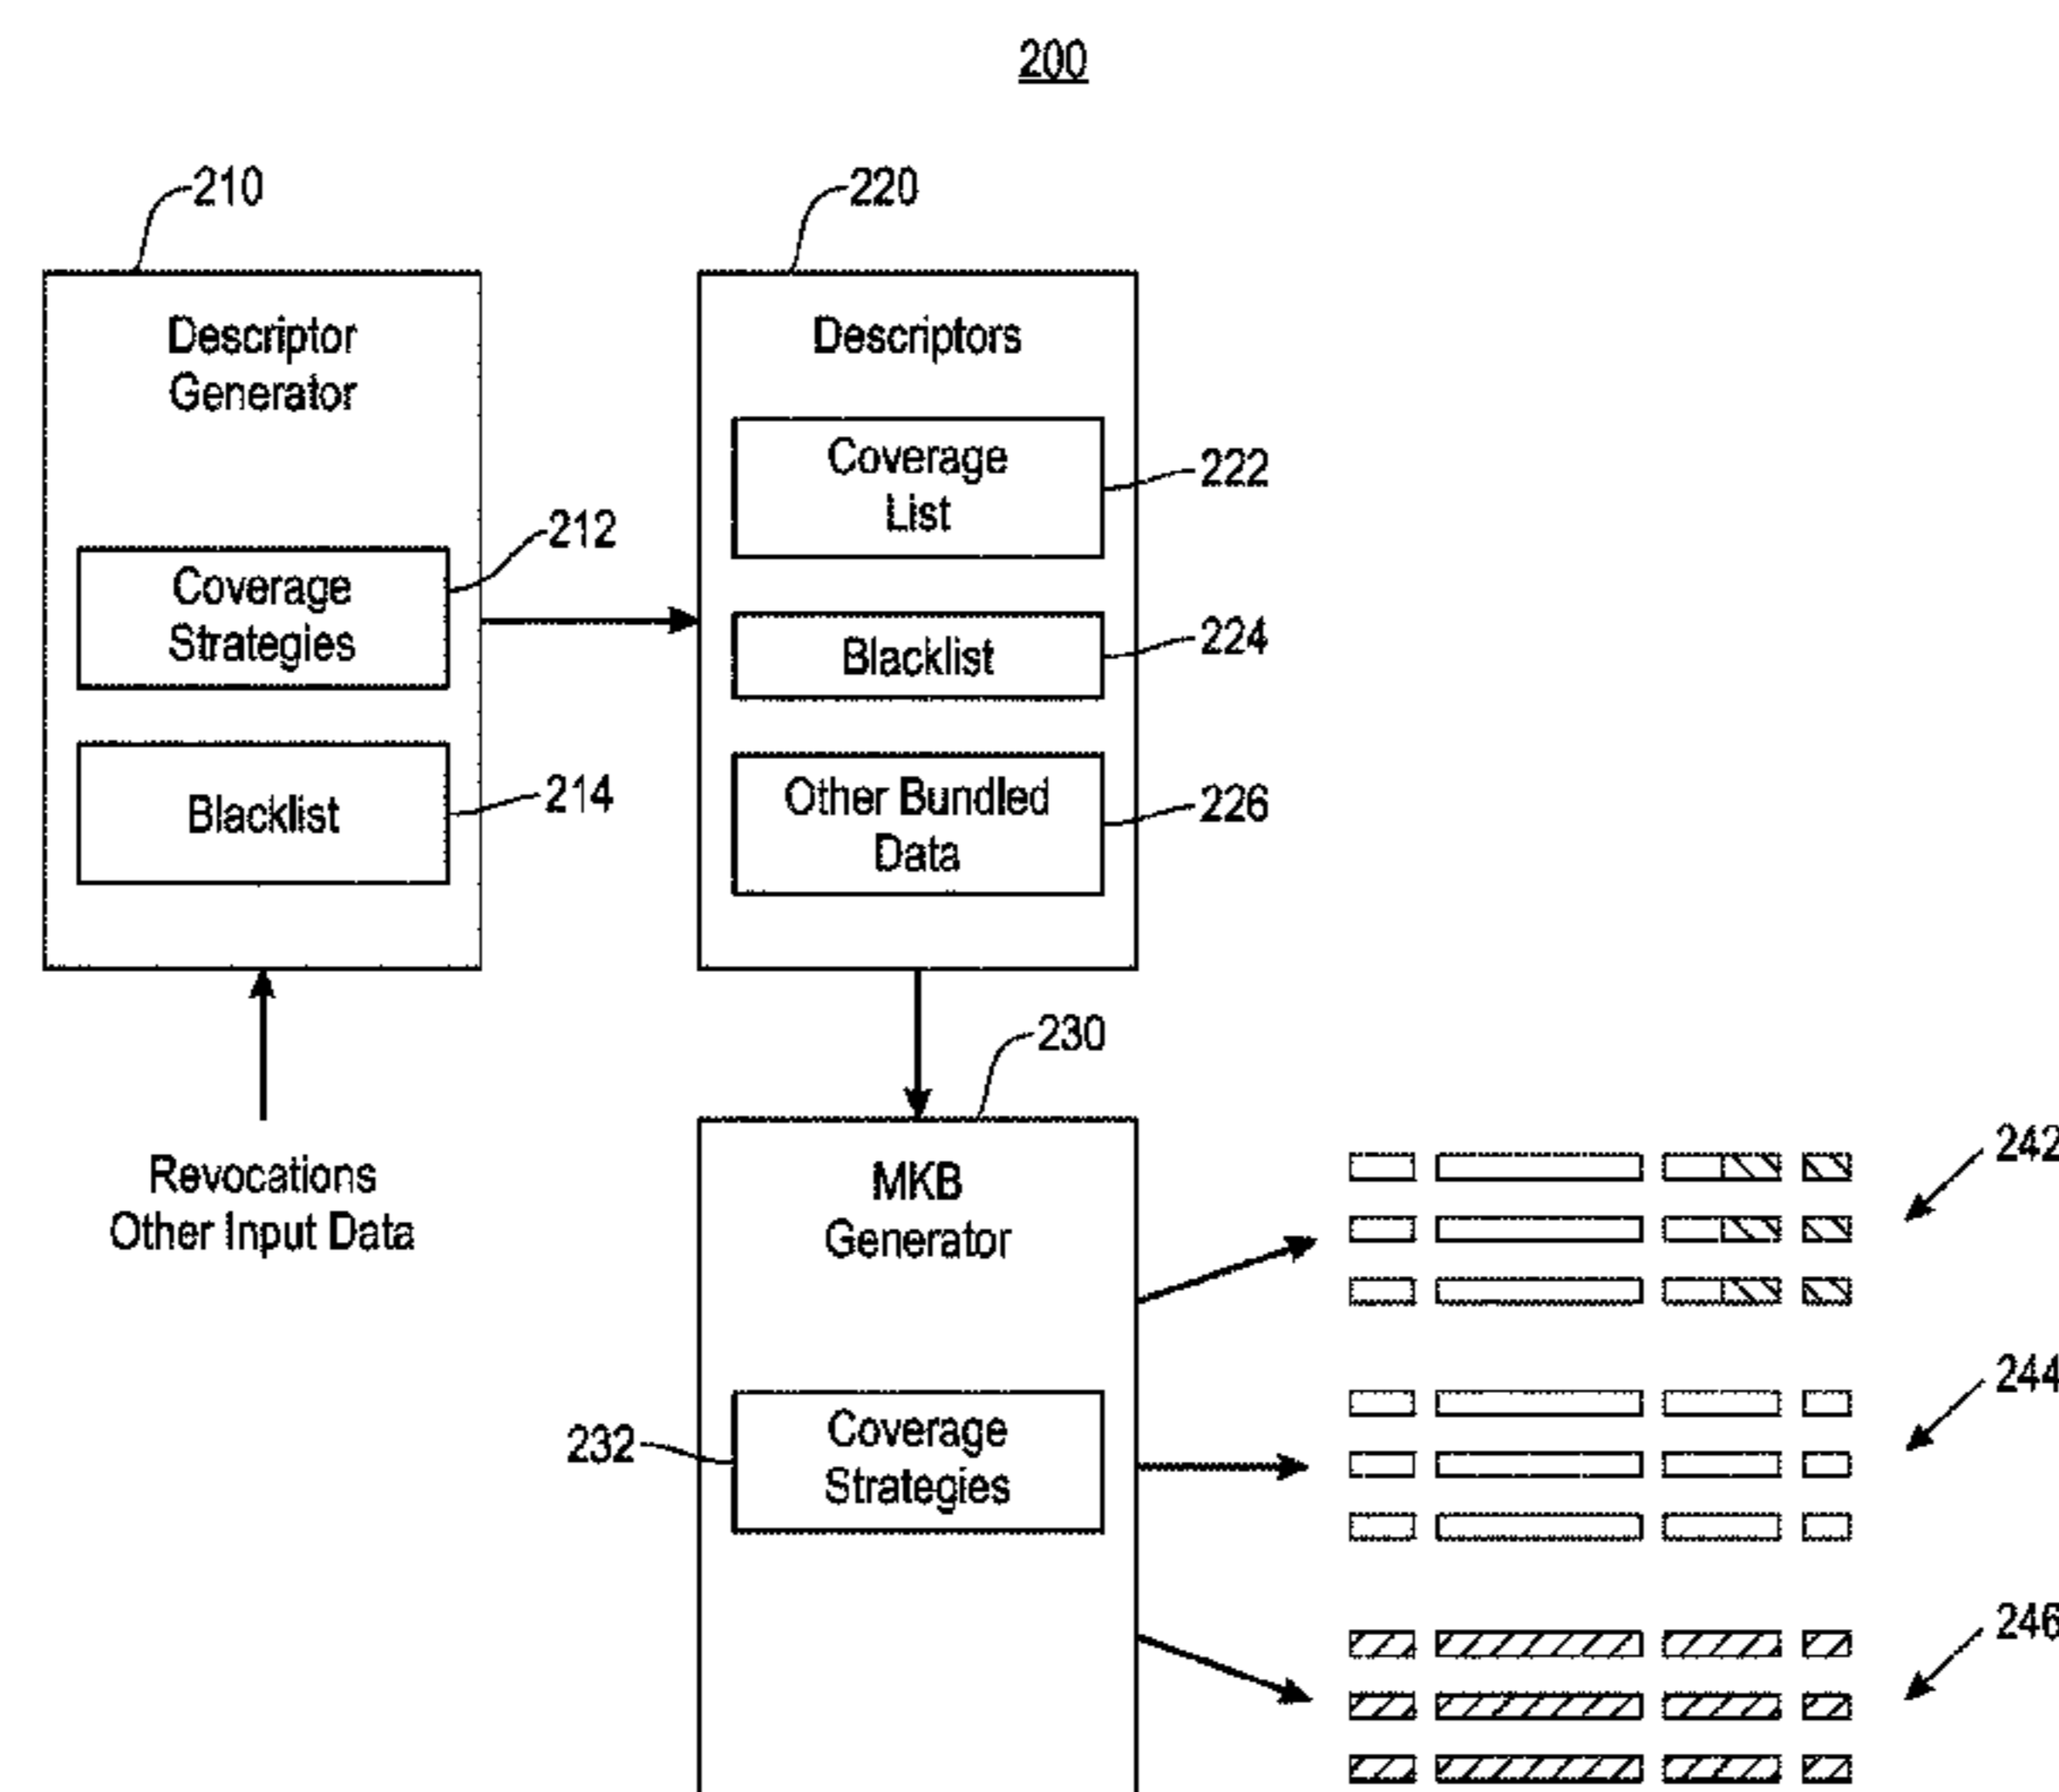 200
210
220
Descriptor
Generator
Descriptors
Coverage
List
222
212
Coverage
Strategies
Blacklist
224
Blacklist
214
Other Bundled
Data
226
230
Revocations
Other Input Data
MKB
Generator
242
232
Coverage
Strategies
244
246